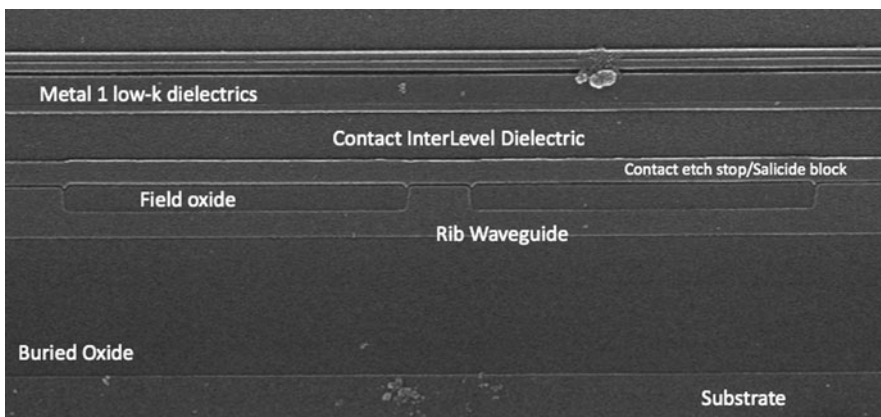 Metal 1 low-k dielectrics
Contact InterLevel Dielectric
Contact etch stop/Salicide block
Field oxide
Rib Waveguide
Buried Oxide
Substrate